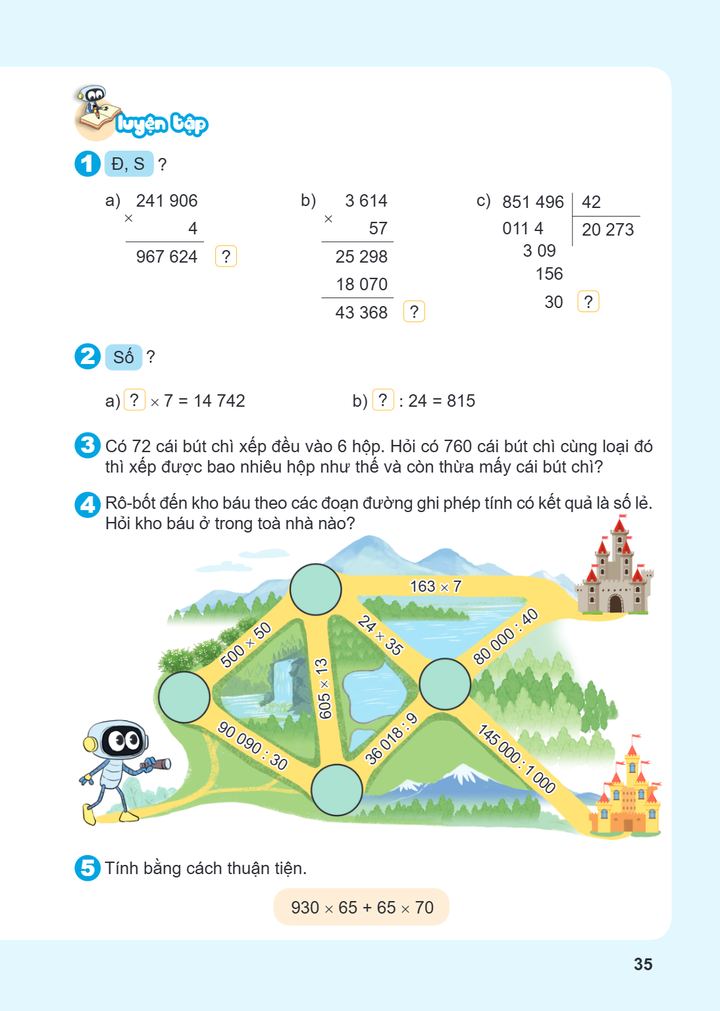 Luyện tập
1 Đ, S ?
a) 241 906
×
4
967 624 ?
b) 3 614
×
57
25 298
18 070
43 368 ?
c) 851 496 42
011 4 20 273
3 09
156
30 ?
2 Số ?
a) ? × 7 = 14 742 b) ? : 24 = 815
3 Có 72 cái bút chì xếp đều vào 6 hộp. Hỏi có 760 cái bút chì cùng loại đó
thì xếp được bao nhiêu hộp như thế và còn thừa mấy cái bút chì?
4 Rô-bốt đến kho báu theo các đoạn đường ghi phép tính có kết quả là số lẻ.
Hỏi kho báu ở trong toà nhà nào?
163 × 7
500 × 50
24 × 35
80 000 : 40
605 × 13
90 090 : 30
36 018 : 9
145 000 : 1 000
5 Tính bằng cách thuận tiện.
930 × 65 + 65 × 70
35